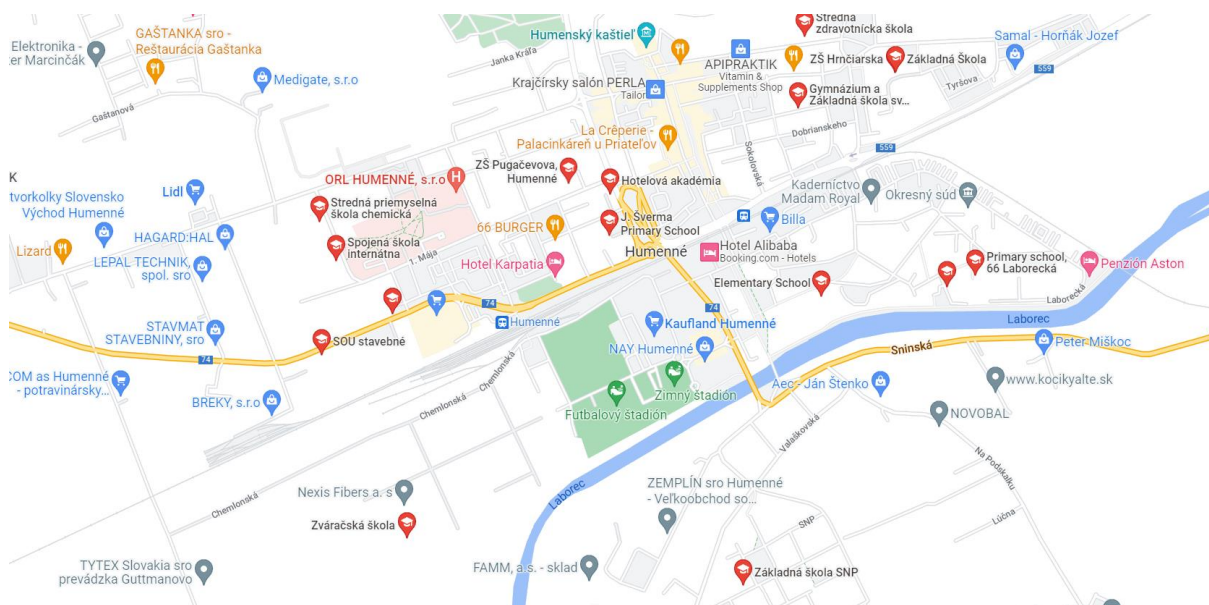 Stredná
zdravotnícka škola
GAŠTANKA sro -
Reštaurácia Gaštanka
Humenský kaštieľ
Samal - Horňák Jozef
Elektronika -
er Marcinčák
Janka Kráľa
APIPRAKTIK
Vitamin &
Supplements Shop
ZŠ Hrnčiarska
Základná Škola
559
Medigate, s.r.o
Krajčírsky salón PERLA
Tailor
Gymnázium a
Základná škola sv...
Tyršova
Gaštanová
La Crêperie -
Palacinkáreň u Priateľov
Dobrianskeho
Sokolovská
559
K
ORL HUMENNÉ, s.r.o
H
ZŠ Pugačevova,
Humenné
Hotelová akadémia
Kaderníctvo
Madam Royal
Okresný súd
tvorkolky Slovensko
Východ Humenné
Lidl
Stredná priemyselná
škola chemická
J. Šverma
Primary School
Billa
66 BURGER
HAGARD:HAL
Spojená škola
internátna
1. Mája
Humenné
Hotel Alibaba
Booking.com - Hotels
Lizard
LEPAL TECHNIK,
spol. sro
Hotel Karpatia
Elementary School
Primary school,
66 Laborecká
Penzión Aston
Laborecká
74
74
Humenné
Kaufland Humenné
Laborec
STAVMAT
STAVEBNINY, sro
SOU stavebné
NAY Humenné
Sninská
Peter Miškoc
74
Chemlonská
COM as Humenné
- potravinársky...
Zimný štadión
Aec- Ján Štenko
www.kocikyalte.sk
BREKY, s.r.o
Chemlonská
Futbalový štadión
NOVOBAL
Valaškovská
Na Podskalku
Laborec
ZEMPLÍN sro Humenné
- Veľkoobchod so...
Chemlonská
Nexis Fibers a. s
Zváračská škola
SNP
Lúčna
TYTEX Slovakia sro
prevádzka Guttmanovo
FAMM, a.s. - sklad
Základná škola SNP